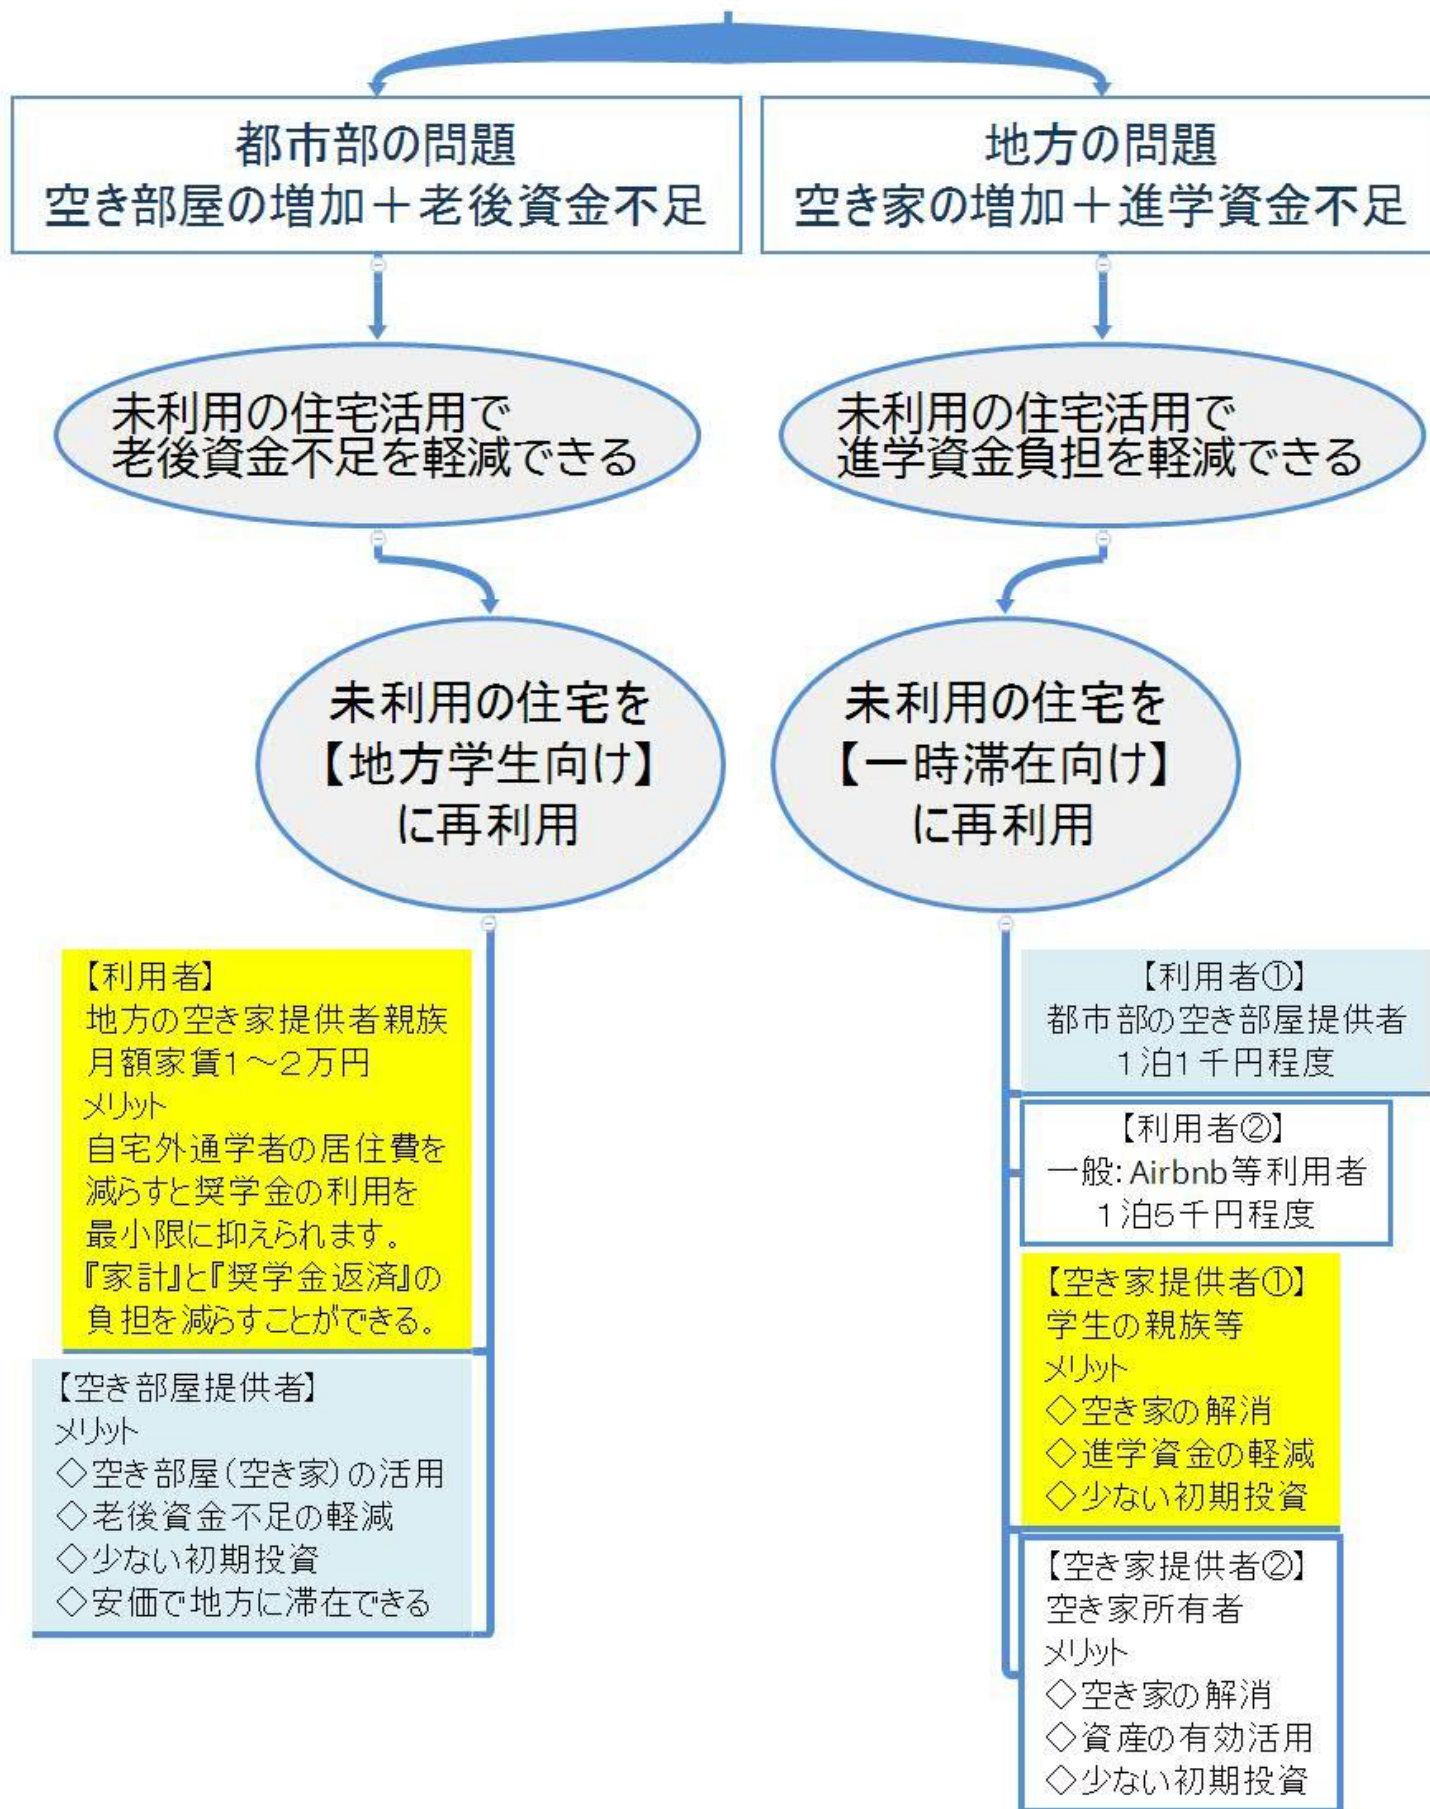 都市部の問題
空き部屋の増加＋老後資金不足
地方の問題
空き家の増加＋進学資金不足
未利用の住宅活用で
老後資金不足を軽減できる
未利用の住宅活用で
進学資金負担を軽減できる
未利用の住宅を
【地方学生向け】
に再利用
未利用の住宅を
【一時滞在向け】
に再利用
【利用者】
地方の空き家提供者親族
月額家賃１～２万円
メリット
自宅外通学者の居住費を
減らすと奨学金の利用を
最小限に抑えられます。
『家計』と『奨学金返済』の
負担を減らすことができる。
【空き部屋提供者】
メリット
◇空き部屋（空き家）の活用
◇老後資金不足の軽減
◇少ない初期投資
◇安価で地方に滞在できる
【利用者①】
都市部の空き部屋提供者
１泊１千円程度
【利用者②】
一般：Airbnb等利用者
１泊５千円程度
【空き家提供者①】
学生の親族等
メリット
◇空き家の解消
◇進学資金の軽減
◇少ない初期投資
【空き家提供者②】
空き家所有者
メリット
◇空き家の解消
◇資産の有効活用
◇少ない初期投資